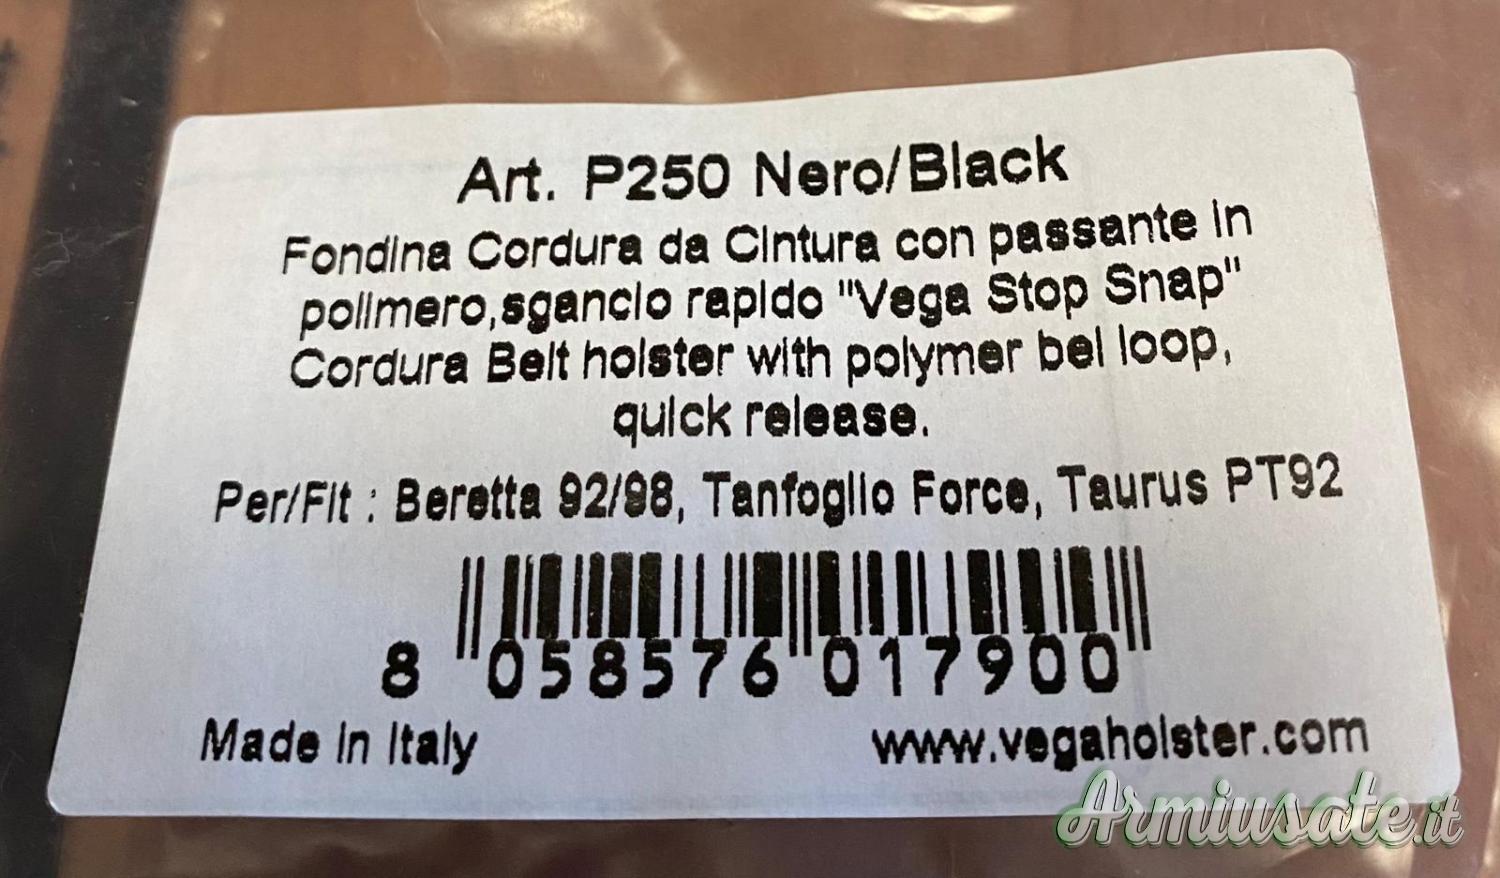 Art. P250 Nero/Black
Fondina Cordura da Cintura con passante in
polimero,sgancio rapido "Vega Stop Snap"
Cordura Belt holster with polymer bel loop,
quick release.
Per/Fit : Beretta 92/98, Tanfoglio Force, Taurus PT92
8 058576 017900
Made in Italy
www.vegaholster.com
Armiusate.it